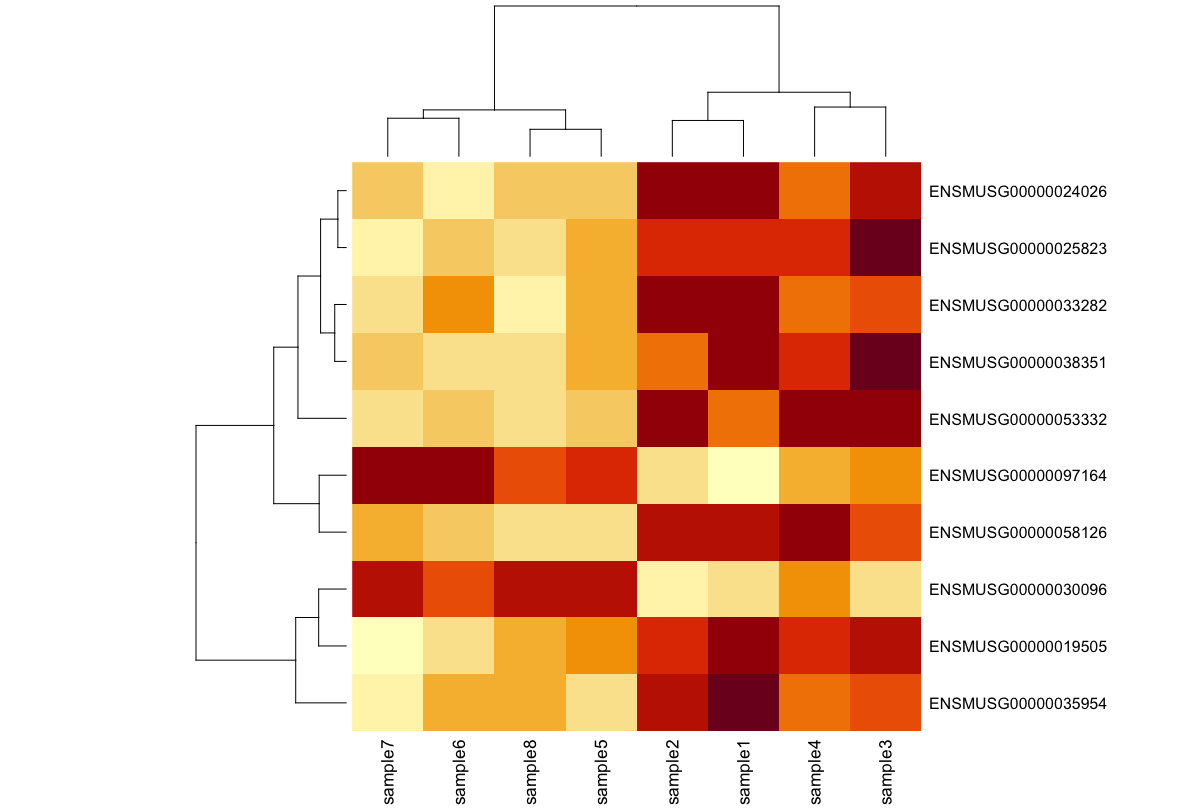 ENSMUSG00000024026
ENSMUSG00000025823
ENSMUSG00000033282
ENSMUSG00000038351
ENSMUSG00000053332
ENSMUSG00000097164
ENSMUSG00000058126
ENSMUSG00000030096
ENSMUSG00000019505
ENSMUSG00000035954
sample7
sample6
sample8
sample5
sample2
sample1
sample4
sample3